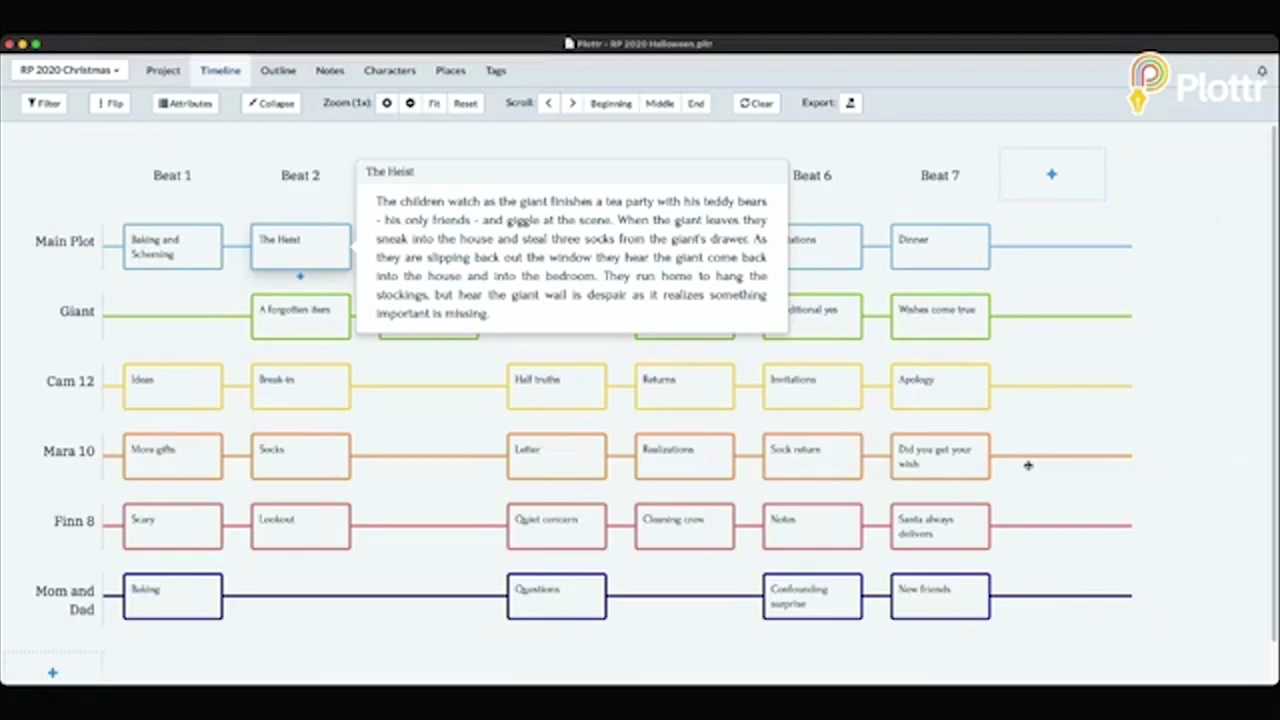 Plottr - RP 2020 Halloween.pltr
RP 2020 Christmas
Project
Timeline
Outline
Notes
Characters
Places
Tags
Plottr
Filter
Flip
Attributes
Collapse
Zoom (1x):
Fit
Reset
Scroll:
Beginning
Middle
End
Clear
Export:
Beat 1
Beat 2
Beat 6
Beat 7
The Heist
The children watch as the giant finishes a tea party with his teddy bears
- his only friends - and giggle at the scene. When the giant leaves they
sneak into the house and steal three socks from the giant's drawer. As
they are slipping back out the window they hear the giant come back
into the house and into the bedroom. They run home to hang the
stockings, but hear the giant wail is despair as it realizes something
important is missing.
Main Plot
Baking and
Scheming
The Heist
Dinner
Giant
A forgotten item
Wishes come true
Cam 12
Ideas
Break-in
Half truths
Returns
Invitations
Apology
Mara 10
More gifts
Socks
Letter
Realizations
Sock return
Did you get your
wish
Finn 8
Scary
Lookout
Quiet concern
Cleaning crew
Notes
Santa always
delivers
Mom and
Dad
Baking
Questions
Confounding
surprise
New friends